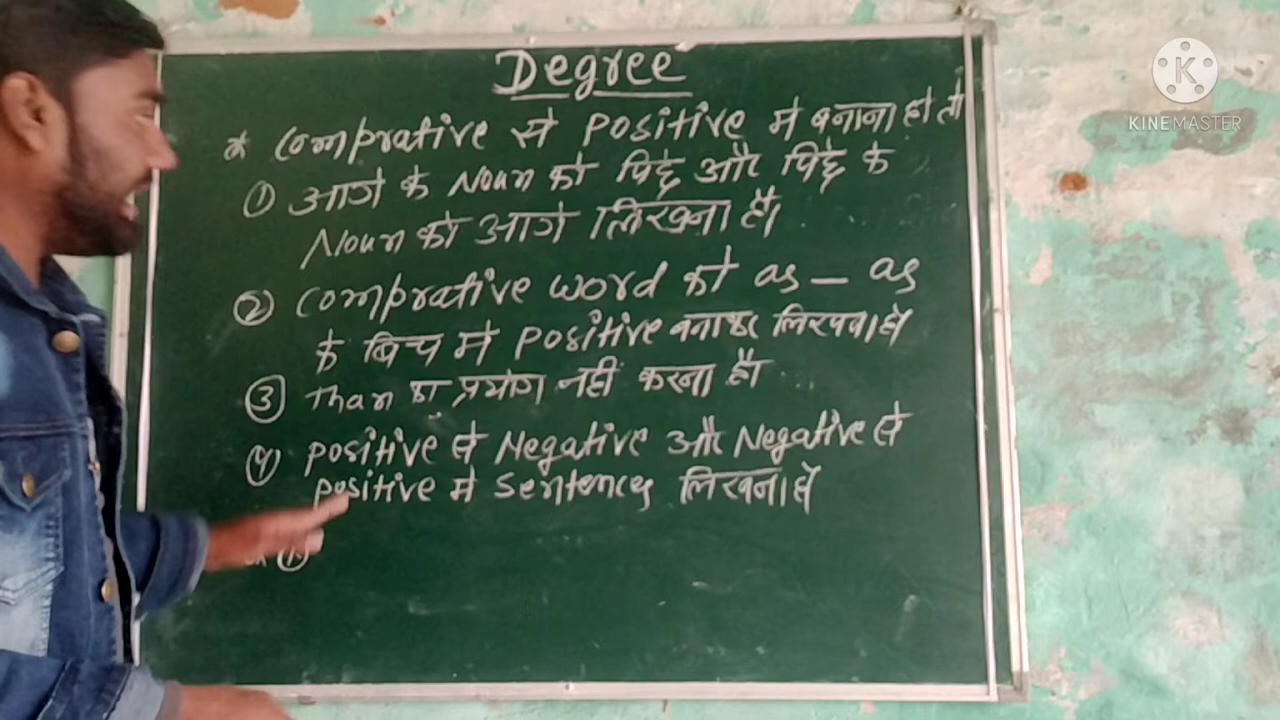 Degree
* Comprative से Positive में बनाना हो तो
① आगे के Noun को पिछे और पिछे के
Noun को आगे लिखना है।
② Comprative word को as – as
के बिच में Positive बनाकर लिखना है।
③ Than का प्रयोग नही करना है।
④ Positive से Negative और Negative से
Positive में Sentences लिखना है।
K
KINEMASTER